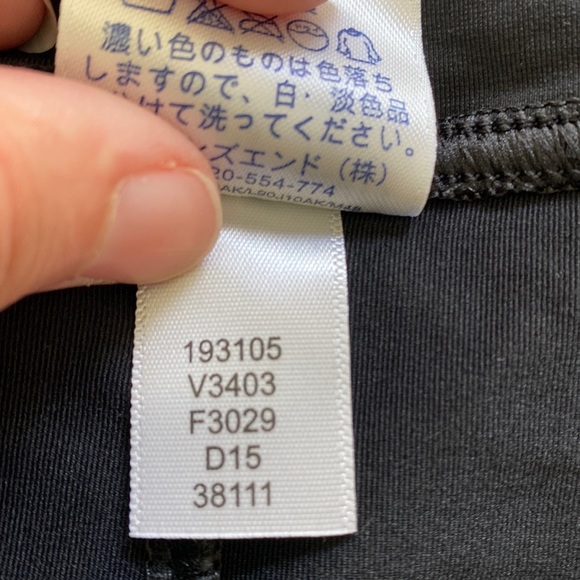 濃い色のものは色落ち
しますので、白・淡色品
分けて洗ってください。
ンズエンド（株）
20-554-774
193105
V3403
F3029
D15
38111